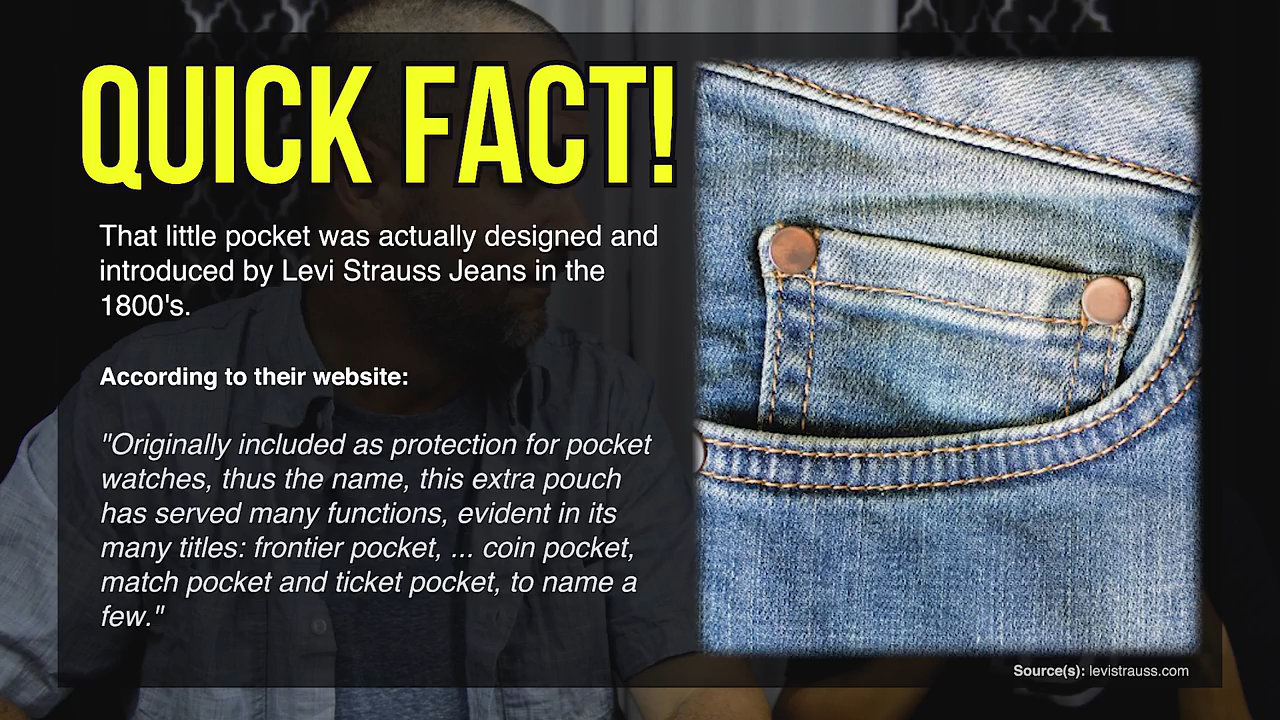 QUICK FACT!
That little pocket was actually designed and
introduced by Levi Strauss Jeans in the
1800's.
According to their website:
"Originally included as protection for pocket
watches, thus the name, this extra pouch
has served many functions, evident in its
many titles: frontier pocket, ... coin pocket,
match pocket and ticket pocket, to name a
few."
Source(s): levistrauss.com